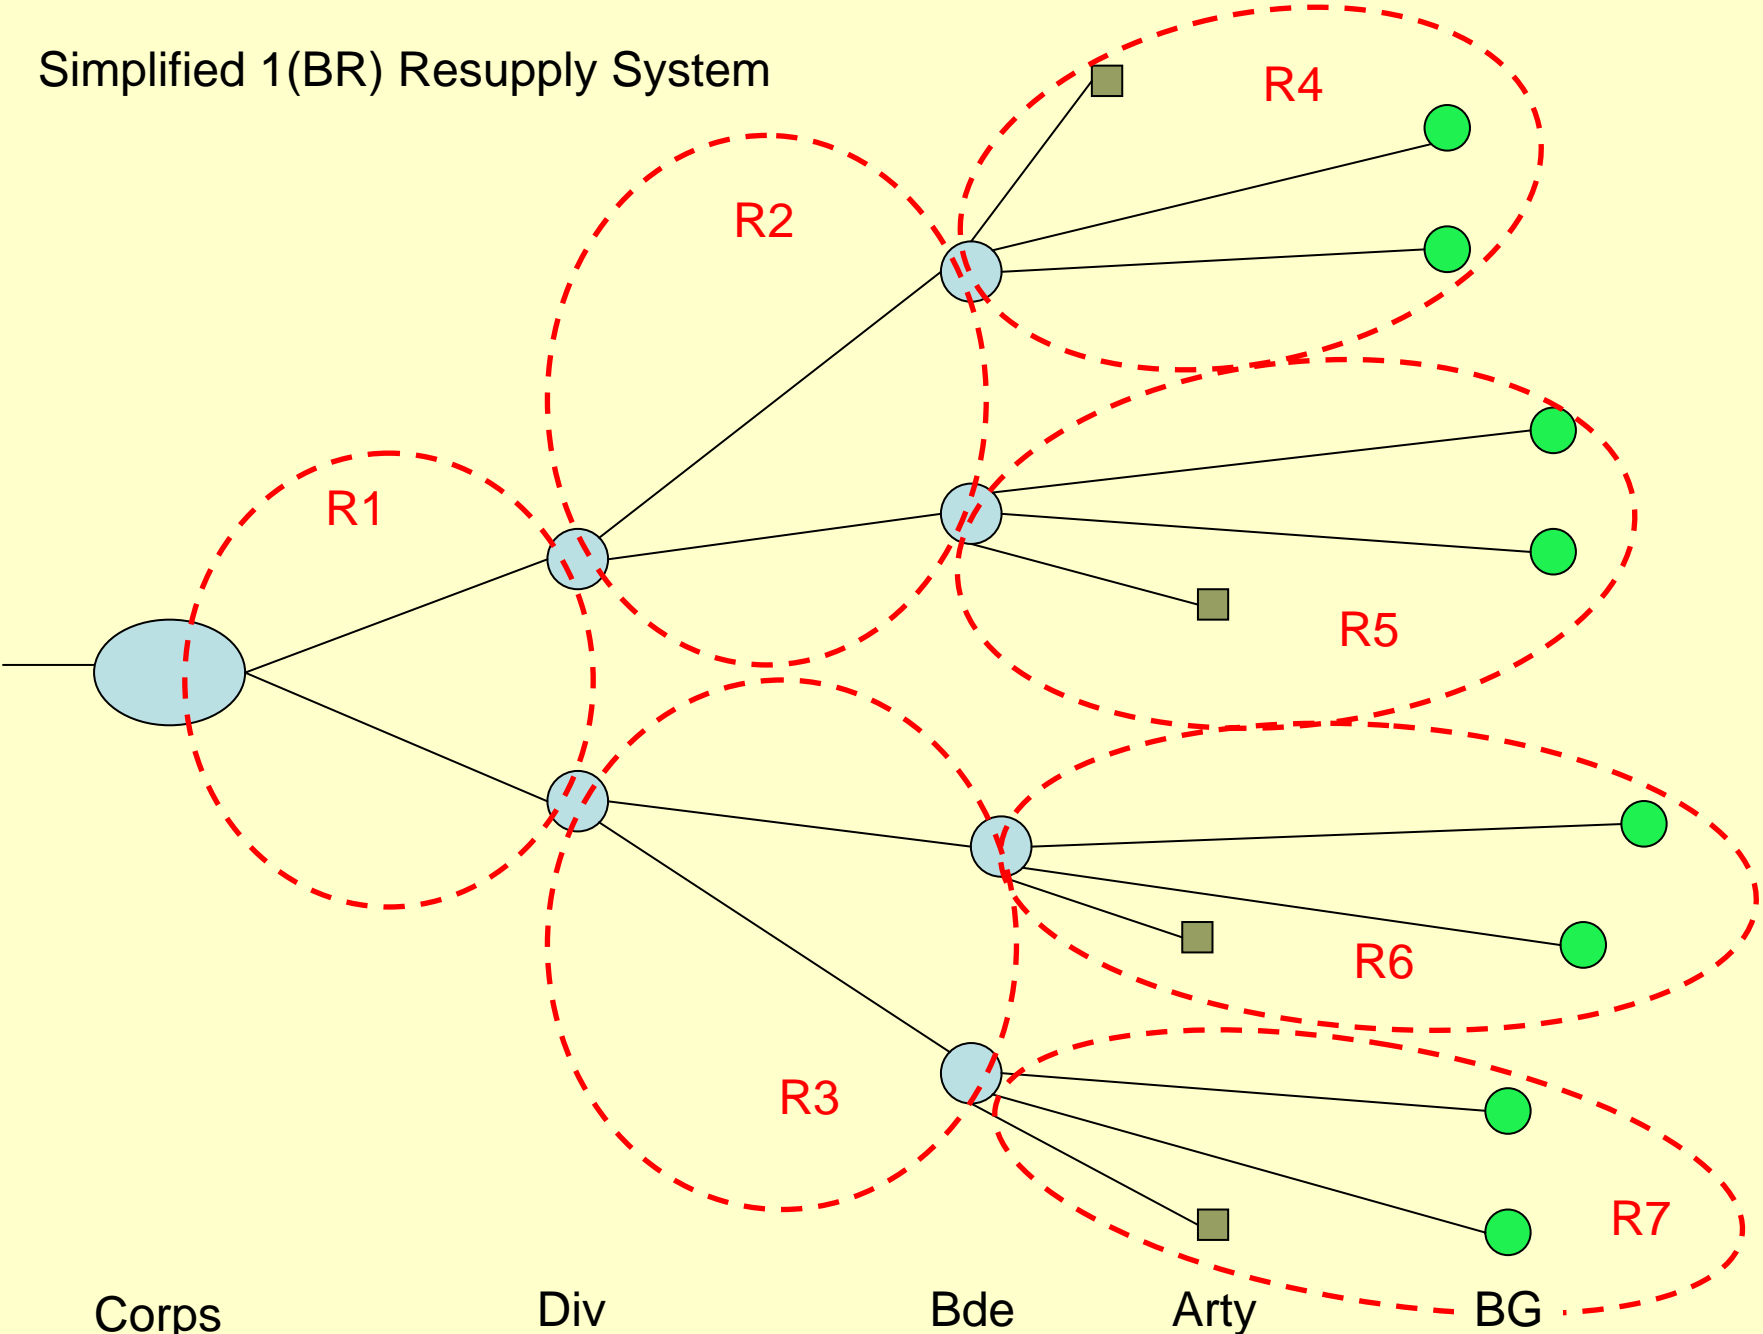 Simplified 1(BR) Resupply System
R4
R2
R1
R5
R6
R3
R7
Corps
Div
Bde
Arty
BG